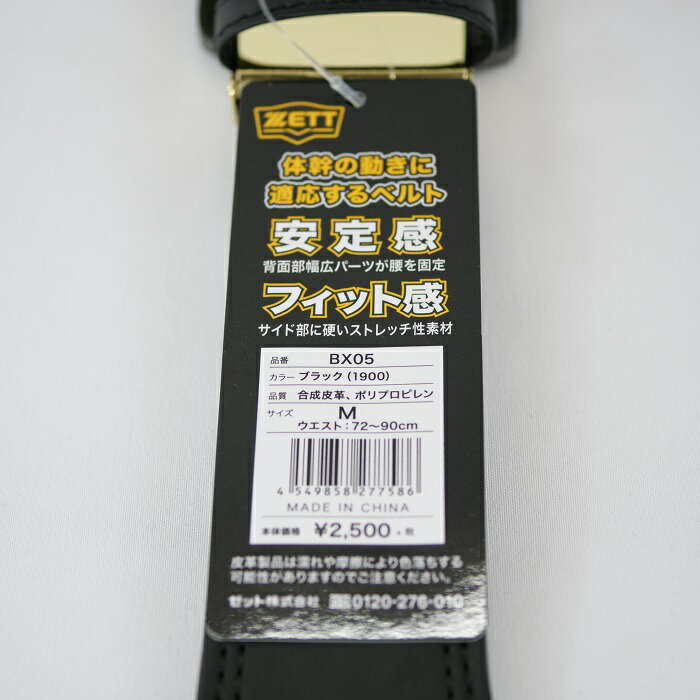 ZETT
体幹の動きに
適応するベルト
安定感
背面部幅広パーツが腰を固定
フィット感
サイド部に硬いストレッチ性素材
品番 BX05
カラー ブラック(1900)
品質 合成皮革、ポリプロピレン
サイズ M
ウエスト:72〜90cm
4 549858 277586
MADE IN CHINA
本体価格 ¥2,500+税
皮革製品は濡れや摩擦により色落ちする
可能性がありますのでご注意ください。
ゼット株式会社 0120-276-010